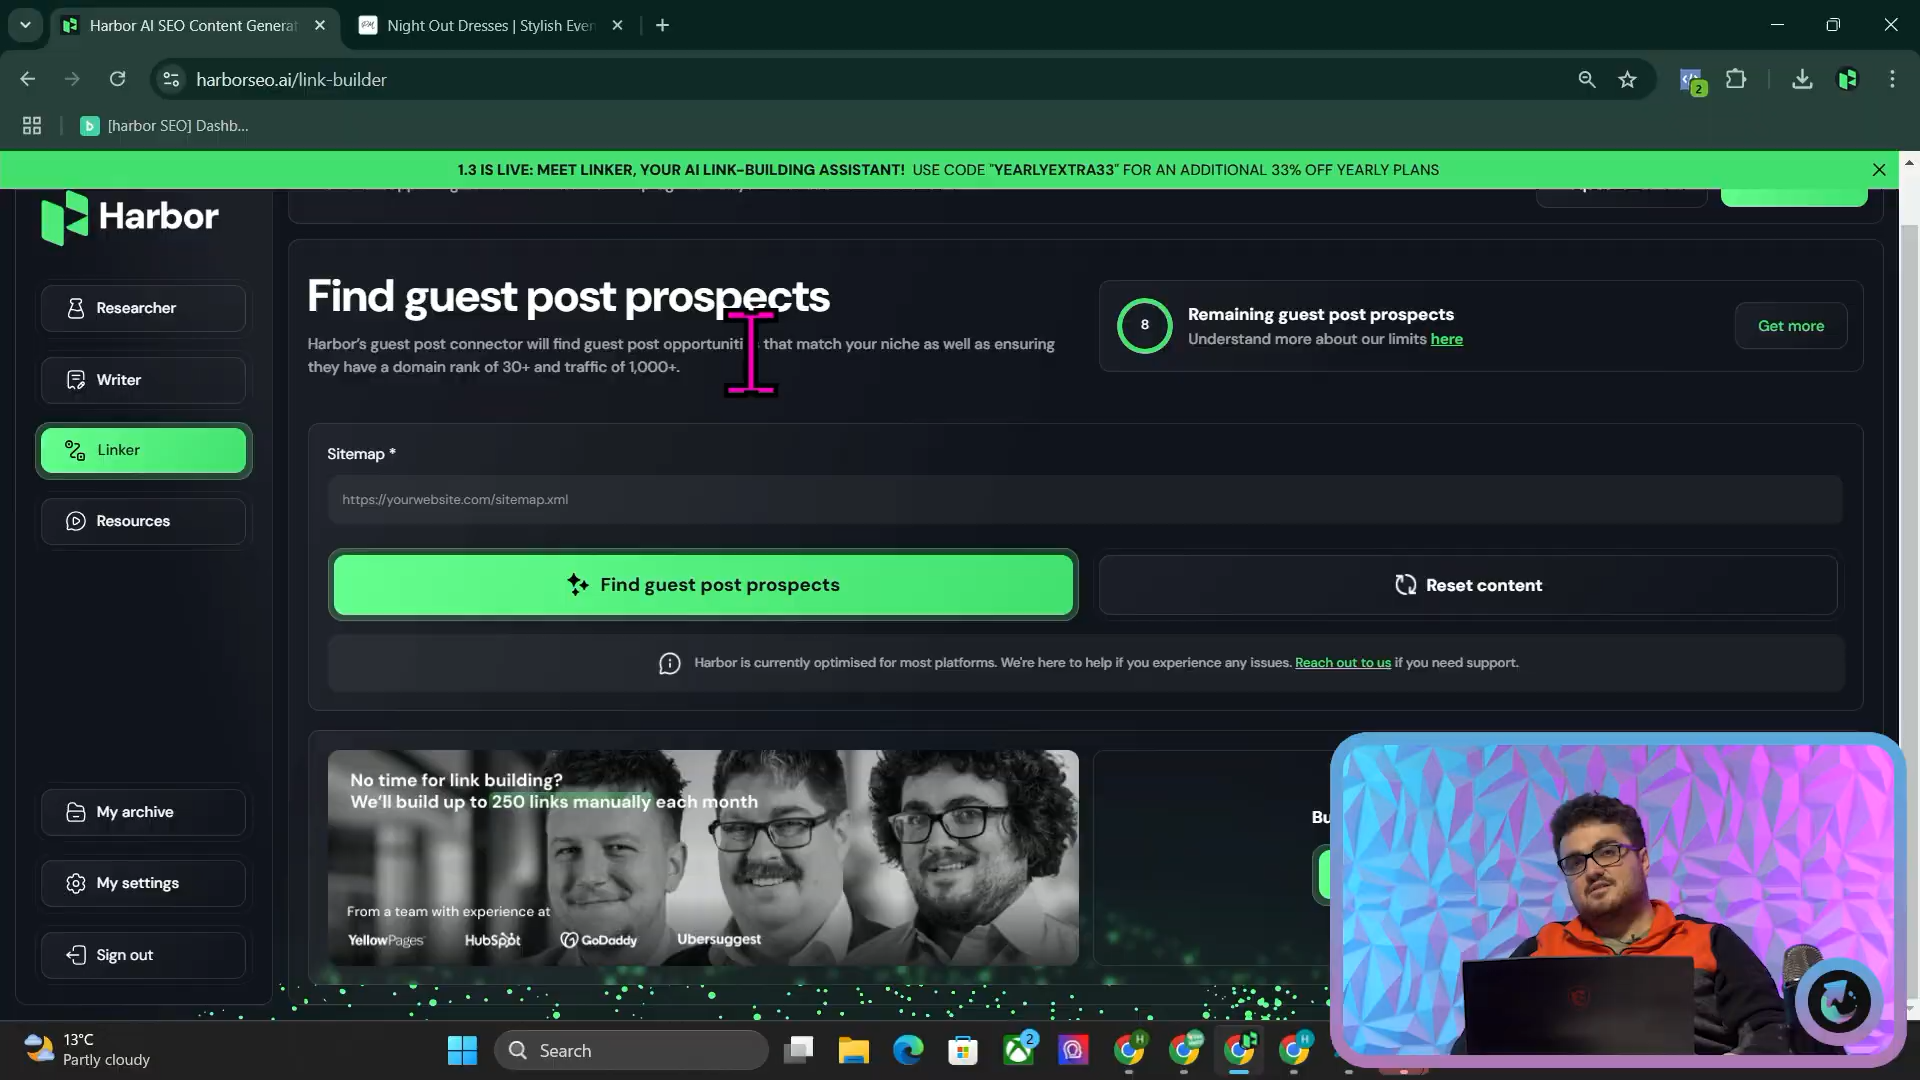 Harbor AI SEO Content Generat
Night Out Dresses | Stylish Even
harborseo.ai/link-builder
2
[harbor SEO] Dashb...
1.3 IS LIVE: MEET LINKER, YOUR AI LINK-BUILDING ASSISTANT! USE CODE "YEARLYEXTRA33" FOR AN ADDITIONAL 33% OFF YEARLY PLANS
Harbor
Researcher
Writer
Linker
Resources
My archive
My settings
Sign out
Find guest post prospects
Harbor's guest post connector will find guest post opportunities that match your niche as well as ensuring
they have a domain rank of 30+ and traffic of 1,000+.
8
Remaining guest post prospects
Understand more about our limits here
Get more
Sitemap *
https://yourwebsite.com/sitemap.xml
Find guest post prospects
Reset content
Harbor is currently optimised for most platforms. We're here to help if you experience any issues. Reach out to us if you need support.
No time for link building?
We'll build up to 250 links manually each month
From a team with experience at
YellowPages
HubSpot
GoDaddy
Ubersuggest
Bu
13°C
Partly cloudy
Search
2